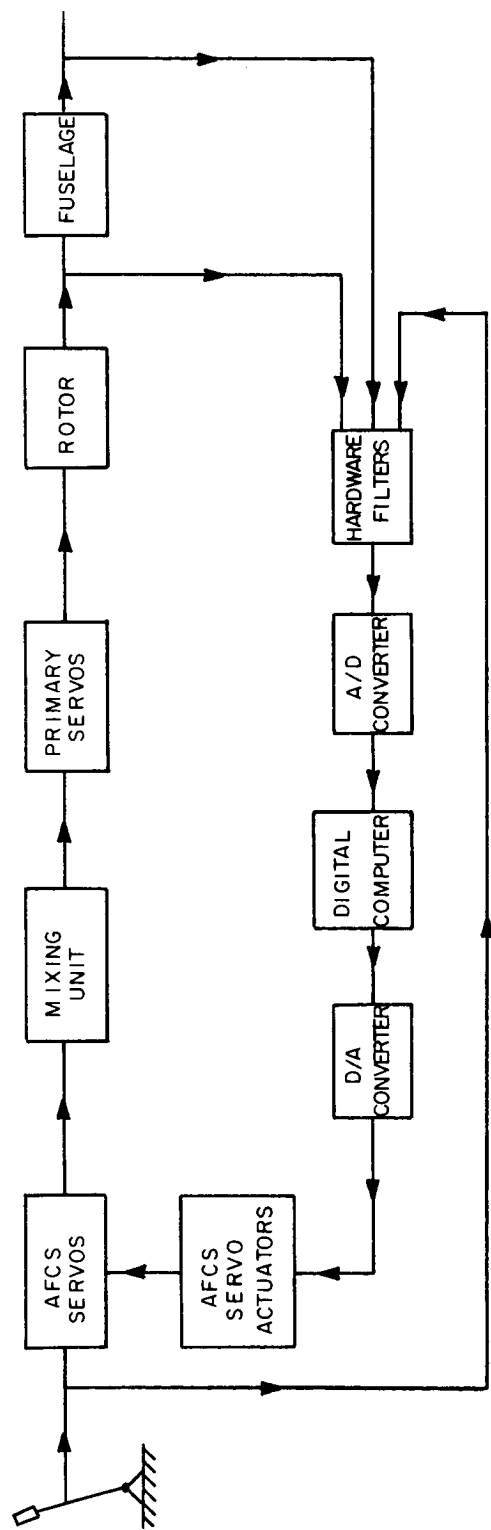 AFCS
SERVOS
MIXING
UNIT
PRIMARY
SERVOS
ROTOR
FUSELAGE
AFCS
SERVO
ACTUATORS
D/A
CONVERTER
DIGITAL
COMPUTER
A/D
CONVERTER
HARDWARE
FILTERS